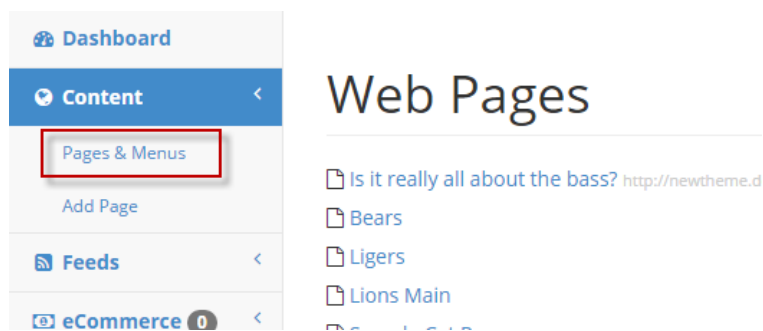 Dashboard
Content
Pages & Menus
Add Page
Feeds
eCommerce 0
Web Pages
Is it really all about the bass? http://newtheme.d
Bears
Ligers
Lions Main